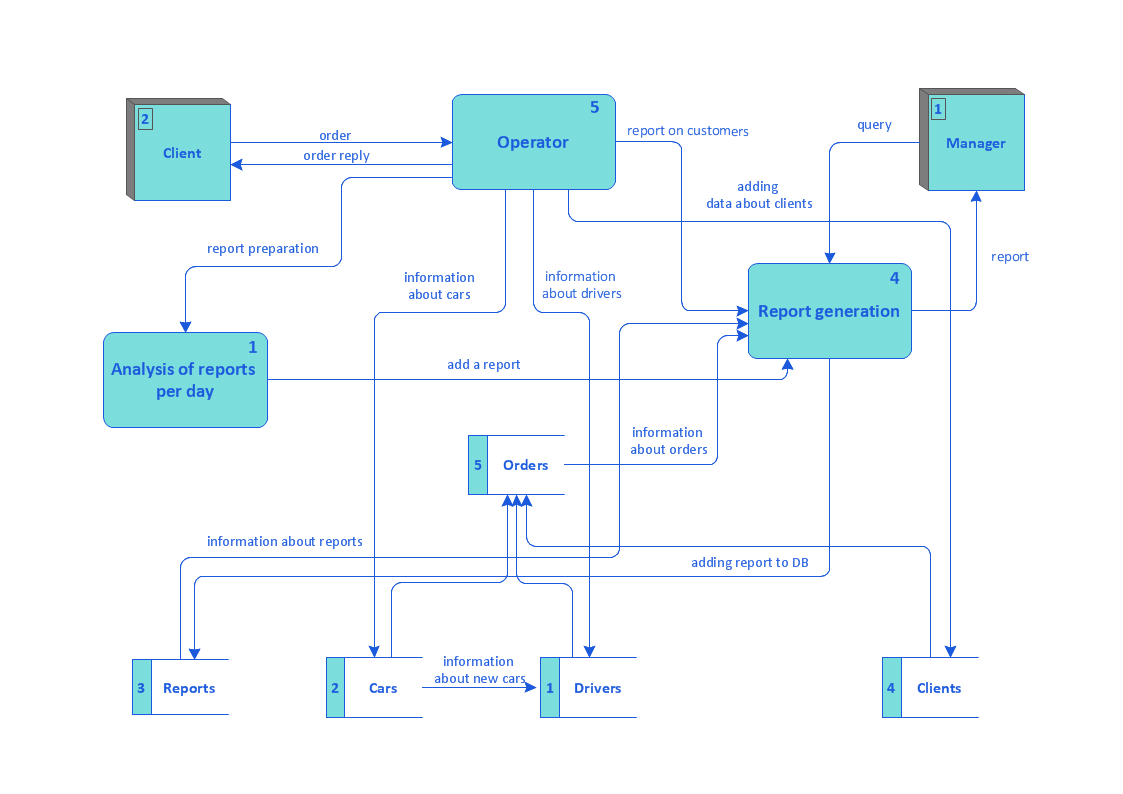 2
Client
order
order reply
5
Operator
report on customers
query
1
Manager
adding
data about clients
report preparation
information
about cars
information
about drivers
report
4
Report generation
1
Analysis of reports
per day
add a report
information
about orders
5
Orders
information about reports
adding report to DB
3
Reports
2
Cars
information
about new cars
1
Drivers
4
Clients